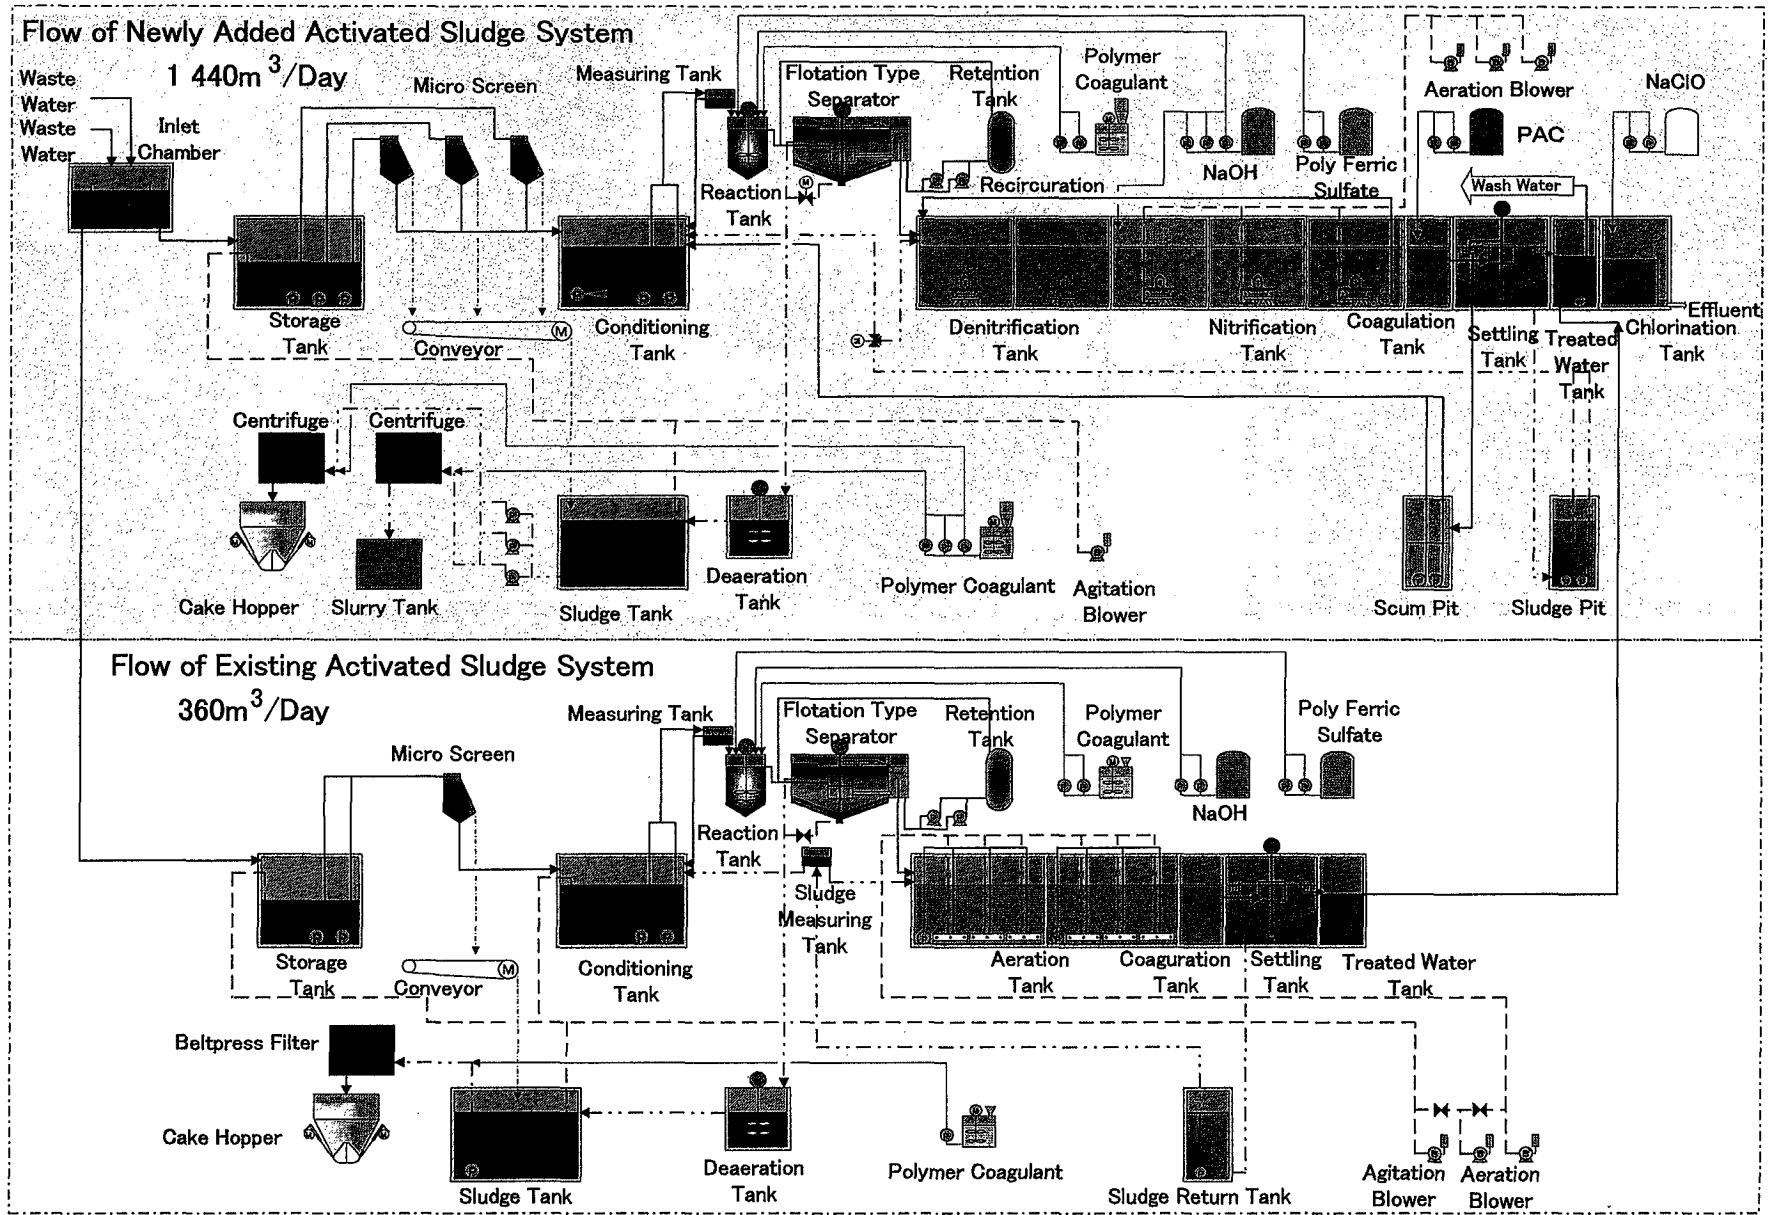 Flow of Newly Added Activated Sludge System
1 440m3/Day
Waste
Water
Waste
Water
Inlet
Chamber
Micro Screen
Measuring Tank
Flotation Type
Separator
Retention
Tank
Polymer
Coagulant
Aeration Blower
NaClO
PAC
NaOH
Poly Ferric
Sulfate
Reaction
Tank
M
Recircuration
Wash Water
Storage
Tank
Conveyor
M
Conditioning
Tank
Denitrification
Tank
Nitrification
Tank
Coagulation
Tank
Settling
Tank
Treated
Water
Tank
Effluent
Chlorination
Tank
Centrifuge
Centrifuge
Cake Hopper
Slurry Tank
Sludge Tank
Deaeration
Tank
M
Polymer Coagulant
Agitation
Blower
Scum Pit
Sludge Pit
Flow of Existing Activated Sludge System
360m3/Day
Micro Screen
Measuring Tank
Flotation Type
Separator
Retention
Tank
Polymer
Coagulant
M
NaOH
Poly Ferric
Sulfate
Reaction
Tank
Sludge
Measuring
Tank
Storage
Tank
Conveyor
M
Conditioning
Tank
Aeration
Tank
Coaguration
Tank
Settling
Tank
Treated Water
Tank
Beltpress Filter
Cake Hopper
Sludge Tank
Deaeration
Tank
M
Polymer Coagulant
Sludge Return Tank
Agitation
Blower
Aeration
Blower